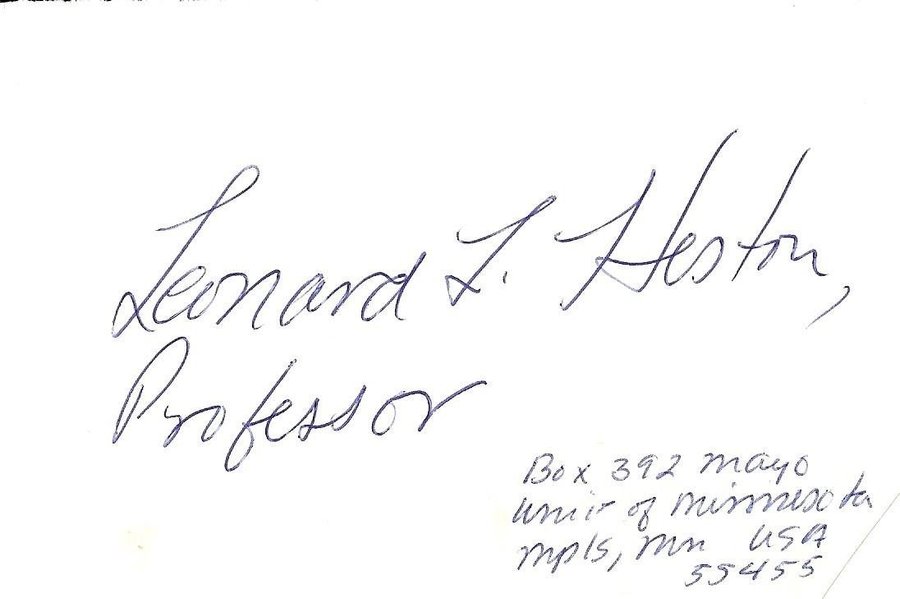 Leonard L. Heston,
Professor
Box 392 Mayo
Univ of Minnesota
Mpls, Mn USA
55455